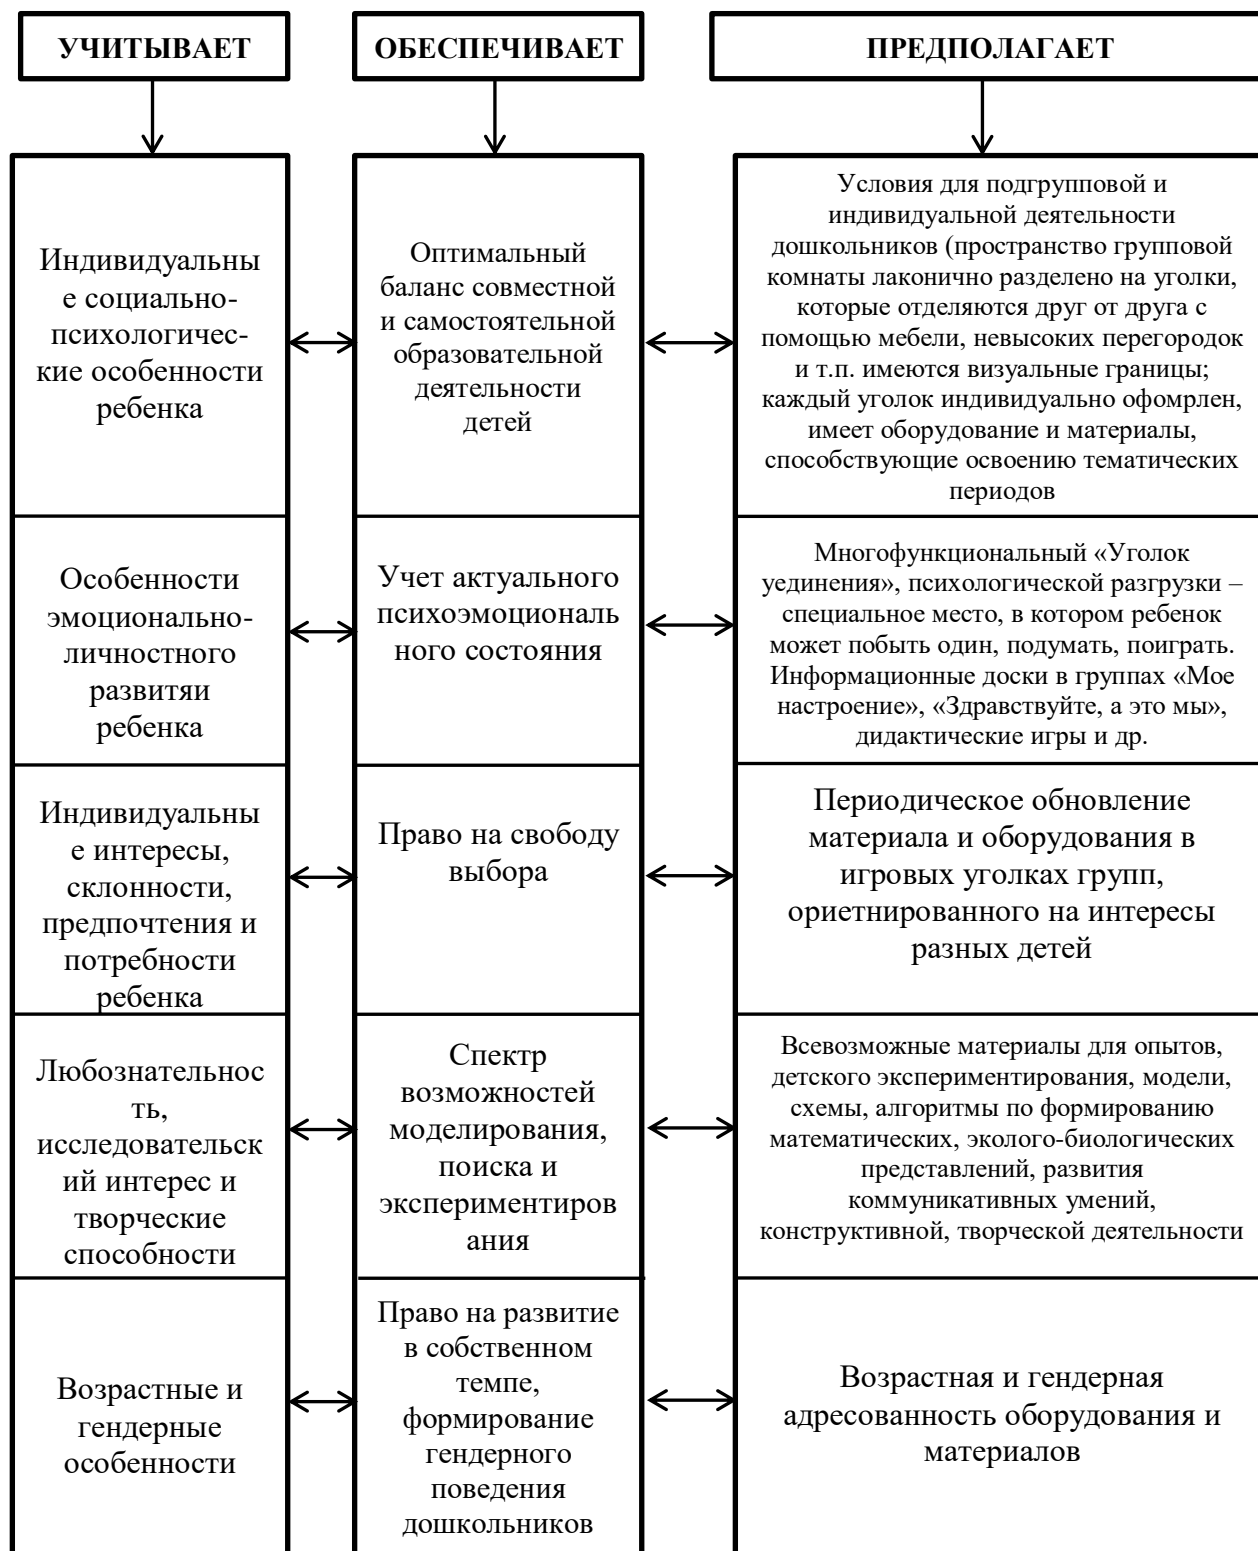 УЧИТЫВАЕТ
ОБЕСПЕЧИВАЕТ
ПРЕДПОЛАГАЕТ
Индивидуальны
е социально-
психологичес-
кие особенности
ребенка
Оптимальный
баланс совместной
и самостоятельной
образовательной
деятельности
детей
Условия для подгрупповой и
индивидуальной деятельности
дошкольников (пространство групповой
комнаты лаконично разделено на уголки,
которые отделяются друг от друга с
помощью мебели, невысоких перегородок
и т.п. имеются визуальные границы;
каждый уголок индивидуально офомрлен,
имеет оборудование и материалы,
способствующие освоению тематических
периодов
Особенности
эмоционально-
личностного
развитяи
ребенка
Учет актуального
психоэмоциональ
ного состояния
Многофункциональный «Уголок
уединения», психологической разгрузки –
специальное место, в котором ребенок
может побыть один, подумать, поиграть.
Информационные доски в группах «Мое
настроение», «Здравствуйте, а это мы»,
дидактические игры и др.
Индивидуальны
е интересы,
склонности,
предпочтения и
потребности
ребенка
Право на свободу
выбора
Периодическое обновление
материала и оборудования в
игровых уголках групп,
ориетнированного на интересы
разных детей
Любознательнос
ть,
исследовательск
ий интерес и
творческие
способности
Спектр
возможностей
моделирования,
поиска и
экспериментиров
ания
Всевозможные материалы для опытов,
детского экспериментирования, модели,
схемы, алгоритмы по формированию
математических, эколого-биологических
представлений, развития
коммуникативных умений,
конструктивной, творческой деятельности
Возрастные и
гендерные
особенности
Право на развитие
в собственном
темпе,
формирование
гендерного
поведения
дошкольников
Возрастная и гендерная
адресованность оборудования и
материалов